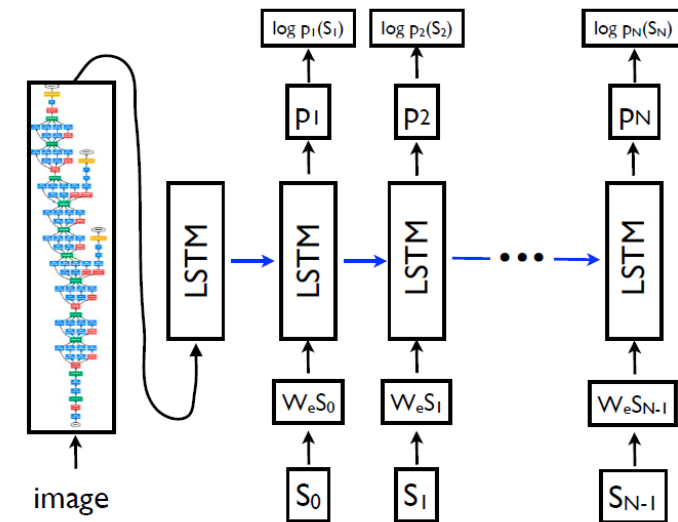 log p₁(S₁) log p₂(S₂) log pN(SN)
p₁ p₂ pN
LSTM LSTM LSTM LSTM
WₑS₀ WₑS₁ WₑSN-1
image S₀ S₁ SN-1